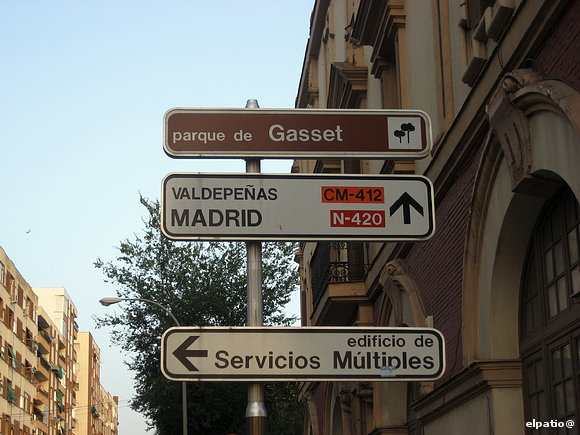 parque de Gasset
VALDEPEÑAS CM-412
MADRID N-420
edificio de
Servicios Múltiples
elpatio@